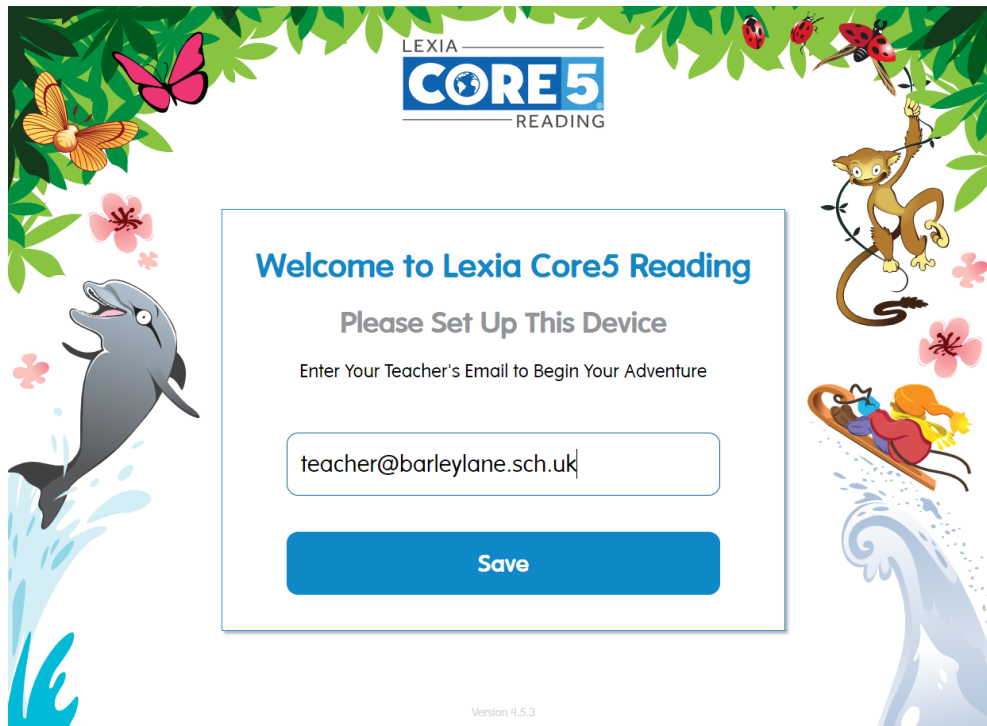 LEXIA
CORE5®
READING
Welcome to Lexia Core5 Reading
Please Set Up This Device
Enter Your Teacher's Email to Begin Your Adventure
teacher@barleylane.sch.uk
Save
Version 4.5.3